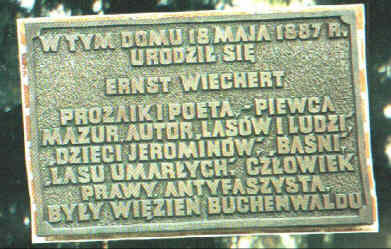 W TYM DOMU 18 MAJA 1887 R.
URODZIŁ SIĘ
ERNST WIECHERT
PROZAIK I POETA - PIEWCA
MAZUR, AUTOR „LASÓW I LUDZI”,
„DZIECI JEROMINÓW”, „BAŚNI”,
„LASU UMARŁYCH”, CZŁOWIEK
PRAWY, ANTYFASZYSTA
BYŁY WIĘZIEŃ BUCHENWALDU